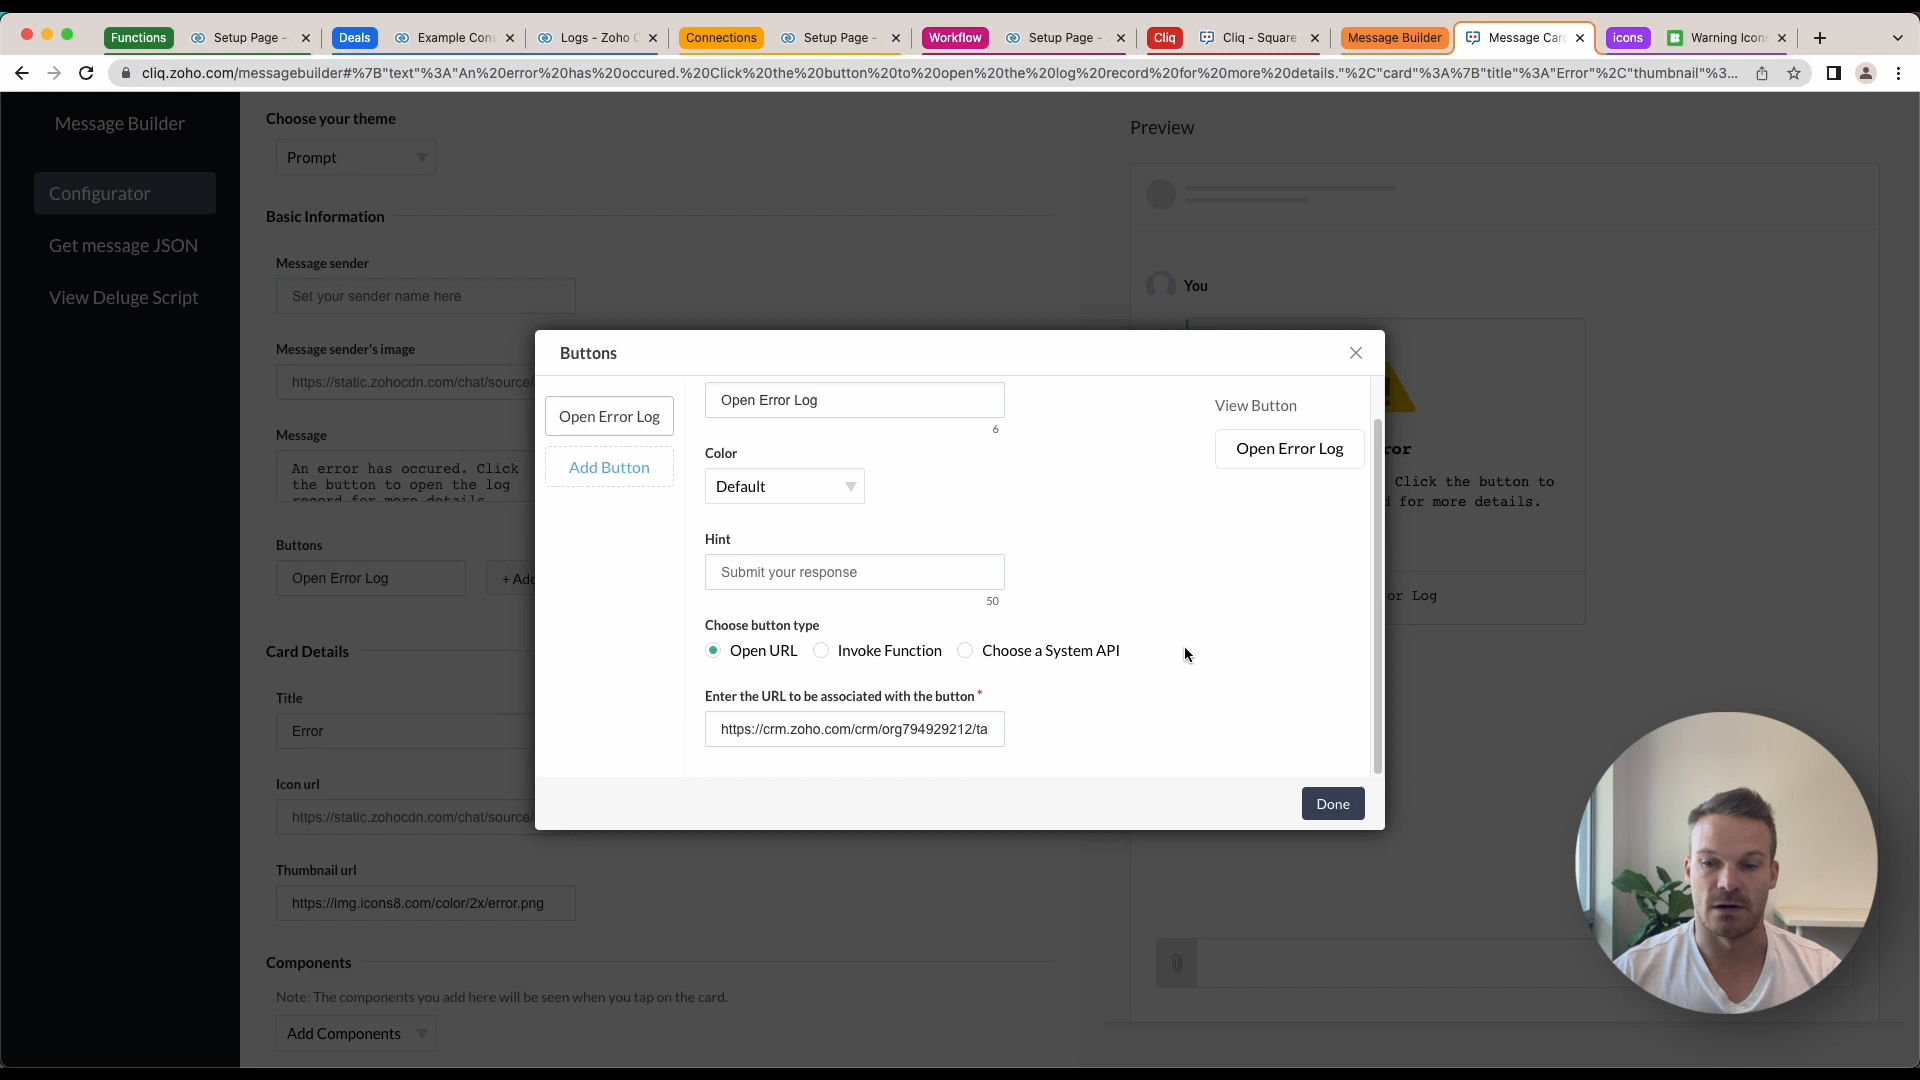 Functions
Setup Page -
Deals
Example Cons
Logs - Zoho C
Connections
Setup Page -
Workflow
Setup Page -
Cliq
Cliq - Square
Message Builder
Message Card
icons
Warning Icons
cliq.zoho.com/messagebuilder#%7B"text"%3A"An%20error%20has%20occured.%20Click%20the%20button%20to%20open%20the%20log%20record%20for%20more%20details."%2C"card"%3A%7B"title"%3A"Error"%2C"thumbnail"%3...
Message Builder
Configurator
Get message JSON
View Deluge Script
Choose your theme
Prompt
Basic Information
Message sender
Set your sender name here
Message sender's image
https://static.zohocdn.com/chat/source/
Message
An error has occured. Click
the button to open the log
record for more details
Buttons
Open Error Log
+ Add
Card Details
Title
Error
Icon url
https://static.zohocdn.com/chat/source/
Thumbnail url
https://img.icons8.com/color/2x/error.png
Components
Note: The components you add here will be seen when you tap on the card.
Add Components
Buttons
Open Error Log
Add Button
Open Error Log
6
Color
Default
Hint
Submit your response
50
Choose button type
Open URL
Invoke Function
Choose a System API
Enter the URL to be associated with the button *
https://crm.zoho.com/crm/org794929212/ta
View Button
Open Error Log
Done
Preview
You
ror
Click the button to
d for more details.
or Log